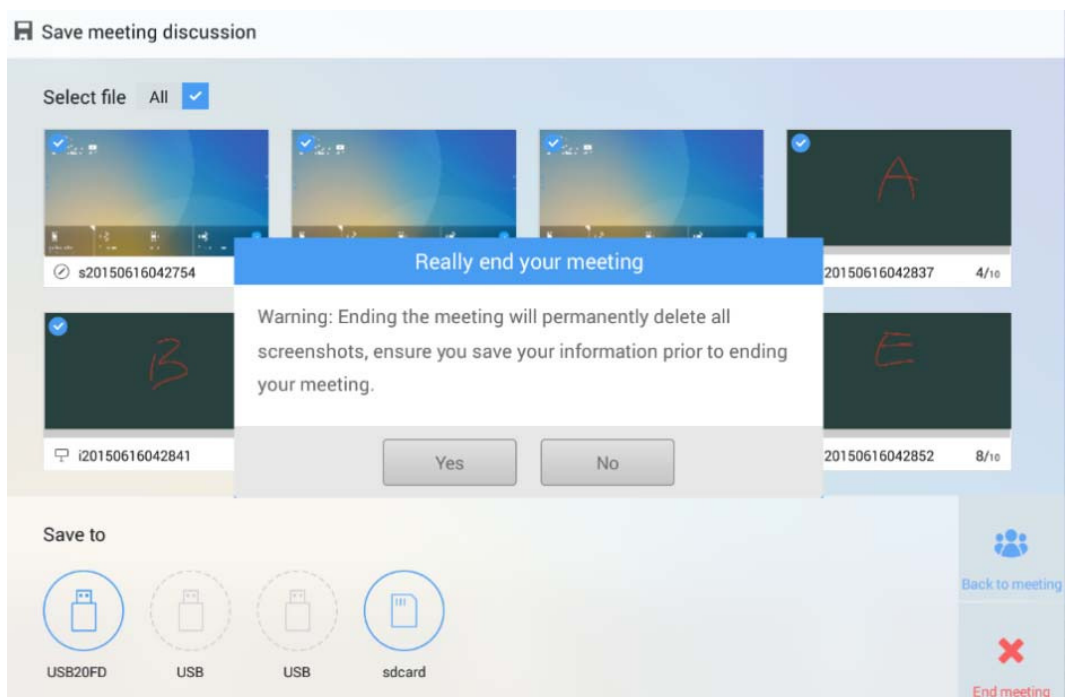 Save meeting discussion
Select file All
A
s20150616042754
20150616042837 4/10
Really end your meeting
Warning: Ending the meeting will permanently delete all
screenshots, ensure you save your information prior to ending
your meeting.
B
E
i20150616041841
20150616042852 8/10
Yes No
Save to
Back to meeting
USB20FD USB USB sdcard
End meeting